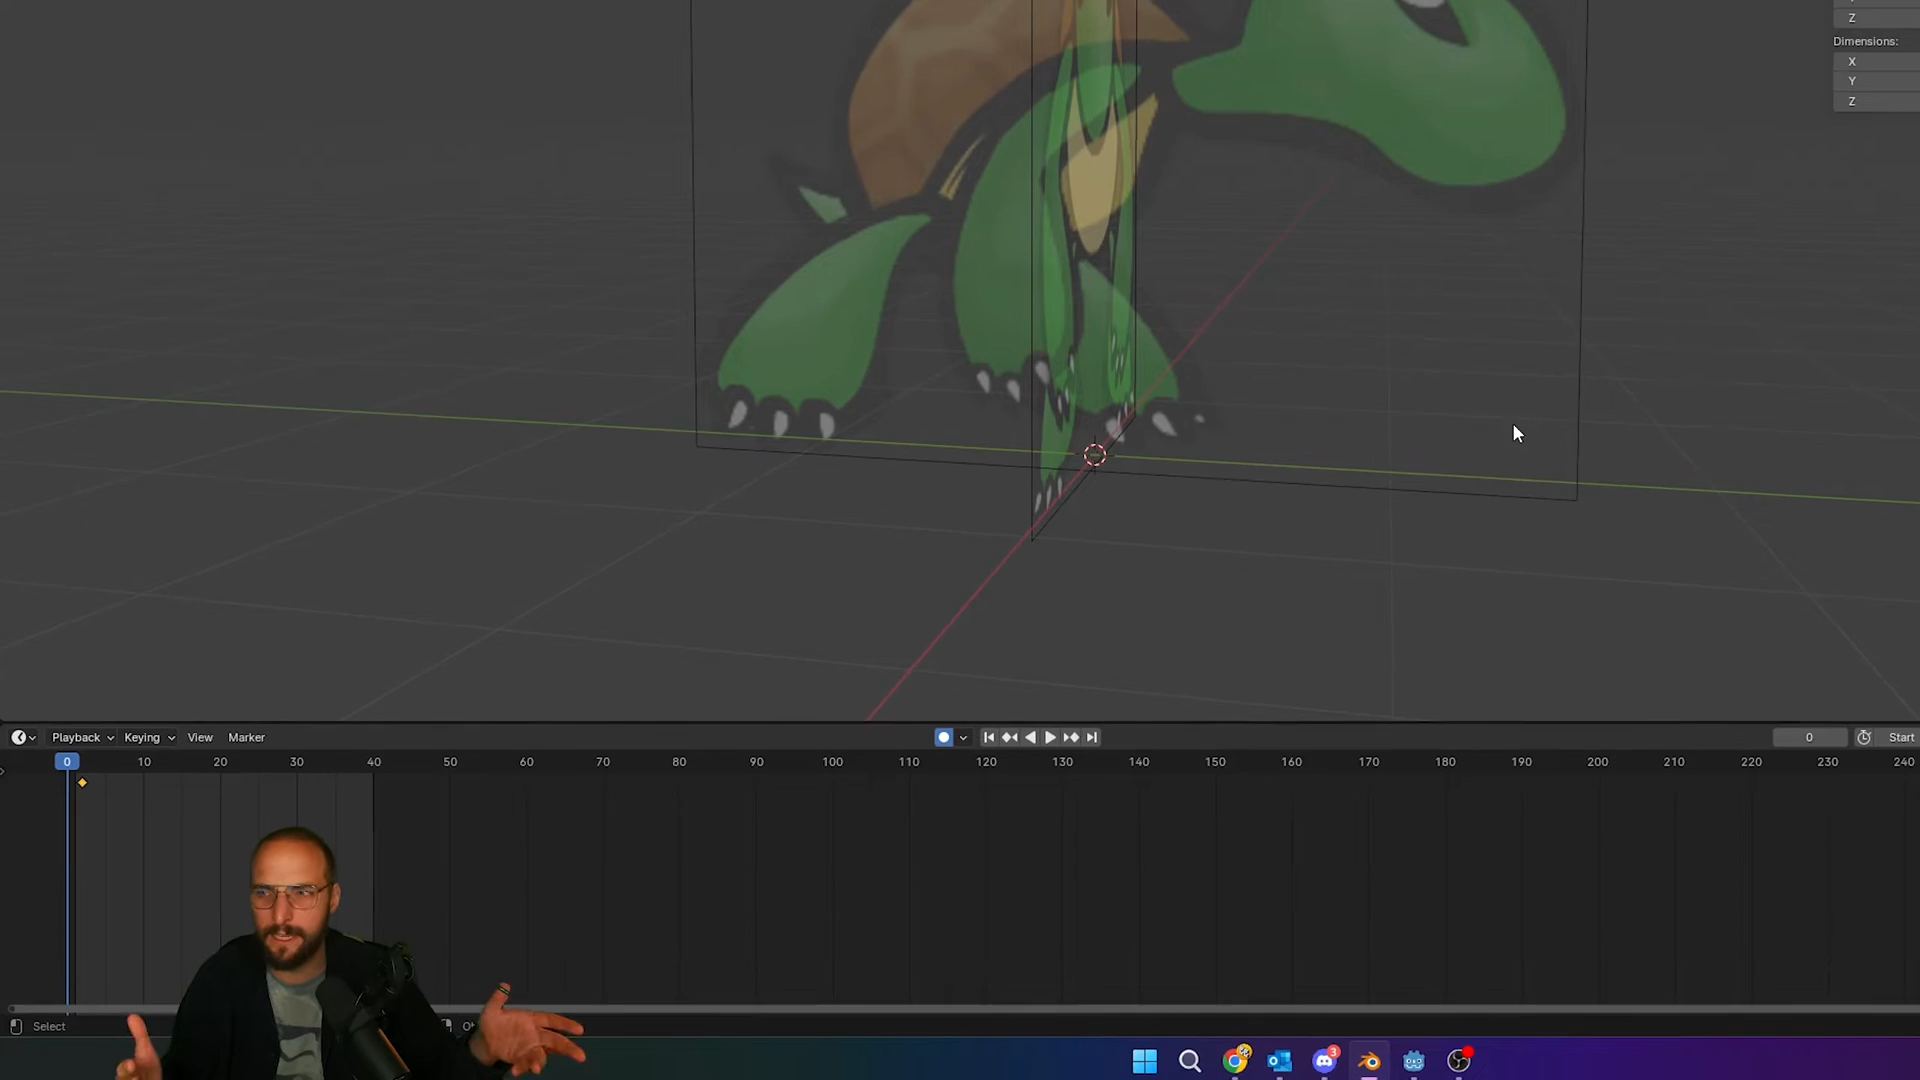 Z
Dimensions:
X
Y
Z
Playback Keying View Marker 0 Start
0 10 20 30 40 50 60 70 80 90 100 110 120 130 140 150 160 170 180 190 200 210 220 230 240
Select
3